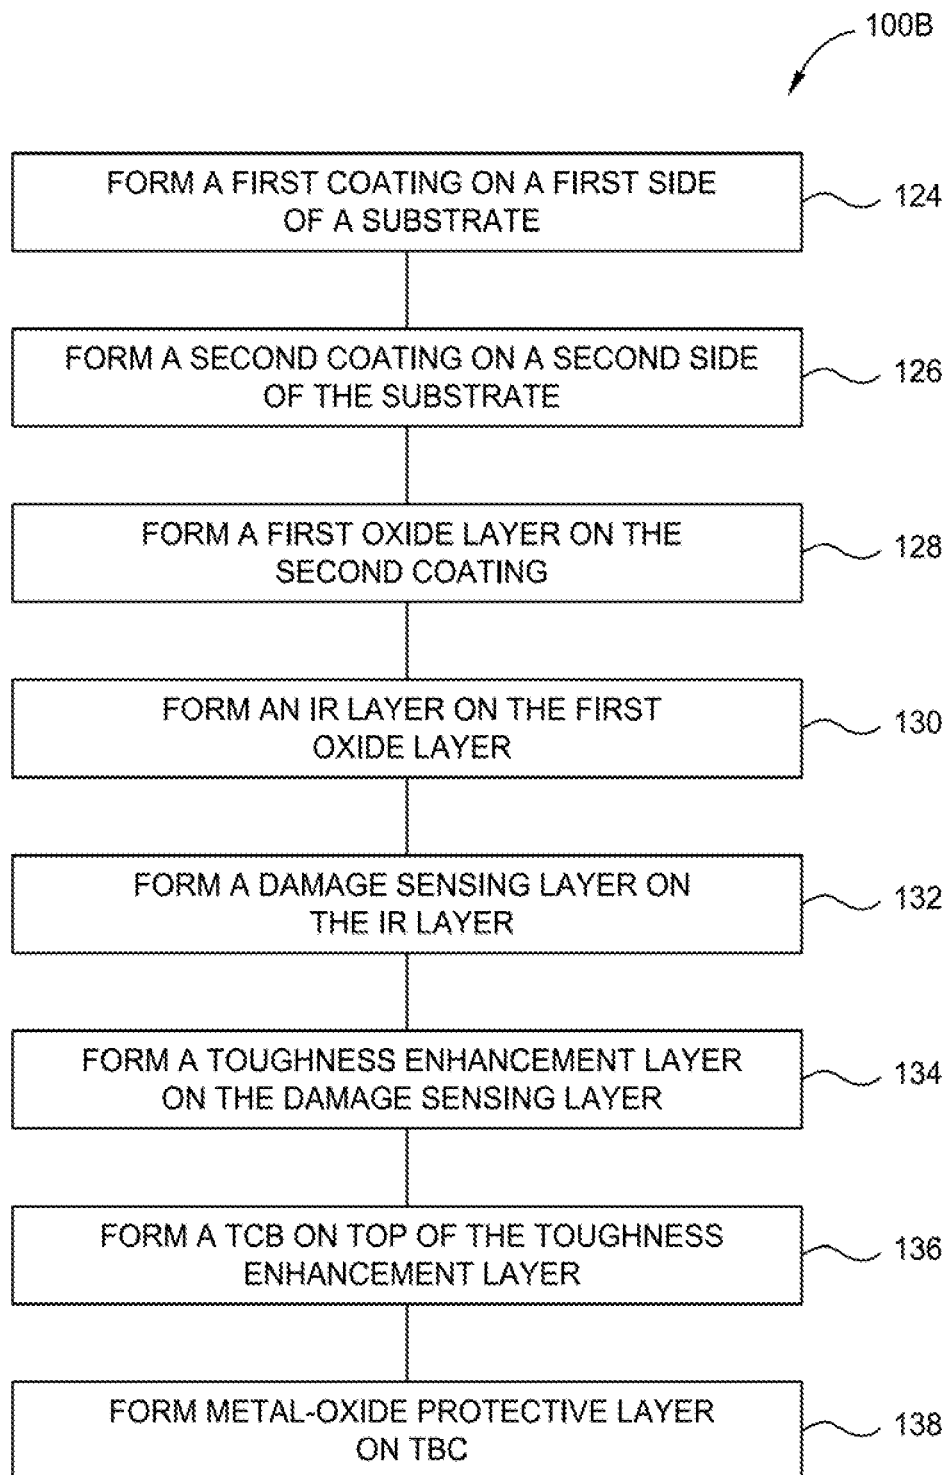 100B
FORM A FIRST COATING ON A FIRST SIDE
OF A SUBSTRATE
124
FORM A SECOND COATING ON A SECOND SIDE
OF THE SUBSTRATE
126
FORM A FIRST OXIDE LAYER ON THE
SECOND COATING
128
FORM AN IR LAYER ON THE FIRST
OXIDE LAYER
130
FORM A DAMAGE SENSING LAYER ON
THE IR LAYER
132
FORM A TOUGHNESS ENHANCEMENT LAYER
ON THE DAMAGE SENSING LAYER
134
FORM A TCB ON TOP OF THE TOUGHNESS
ENHANCEMENT LAYER
136
FORM METAL-OXIDE PROTECTIVE LAYER
ON TBC
138